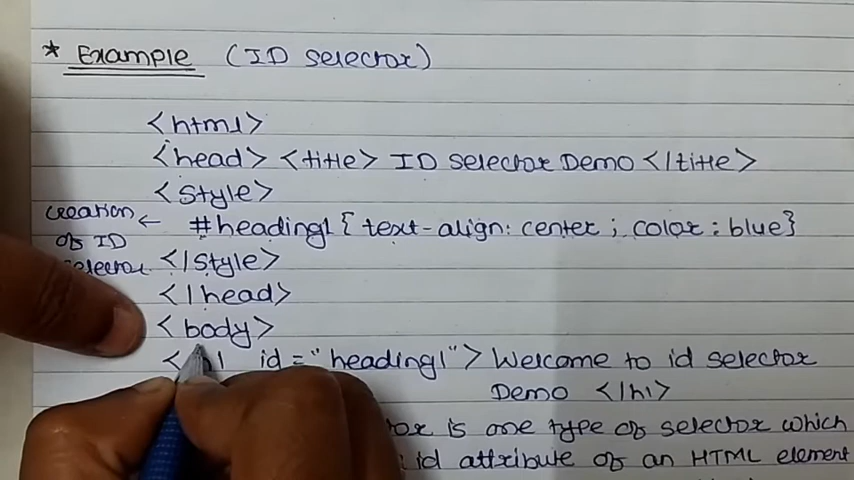 * Example (ID selector)
<html>
<head> <title> ID selector Demo </title>
<style>
creation ← #heading1 { text-align: center ; color : blue}
of ID
selector </style>
</head>
<body>
id = "heading1"> Welcome to id selector
Demo </h1>
is one type of selector which
id attribute of an HTML element